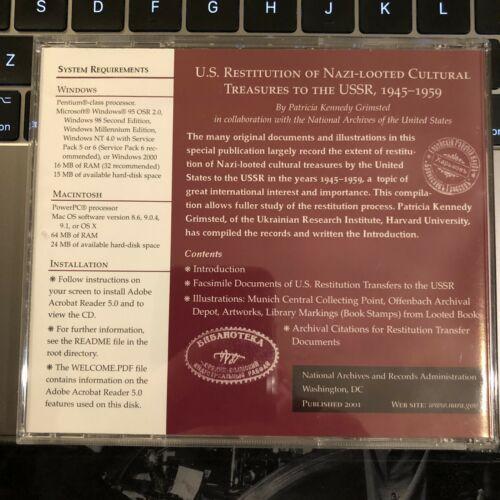 S D F G H J K L
Z
SYSTEM REQUIREMENTS
WINDOWS
Pentium®-class processor.
Microsoft® Windows® 95 OSR 2.0,
Windows 98 Second Edition,
Windows Millennium Edition,
Windows NT 4.0 with Service
Pack 5 or 6 (Service Pack 6 rec-
ommended), or Windows 2000
16 MB of RAM (32 recommended)
15 MB of available hard-disk space
MACINTOSH
PowerPC® processor
Mac OS software version 8.6, 9.0.4,
9.1, or OS X
64 MB of RAM
24 MB of available hard-disk space
INSTALLATION
❋ Follow instructions on
your screen to install Adobe
Acrobat Reader 5.0 and to
view the CD.
❋ For further information,
see the README file in the
root directory.
❋ The WELCOME.PDF file
contains information on the
Adobe Acrobat Reader 5.0
features used on this disk.
U.S. RESTITUTION OF NAZI-LOOTED CULTURAL
TREASURES TO THE USSR, 1945–1959
By Patricia Kennedy Grimsted
in collaboration with the National Archives of the United States
The many original documents and illustrations in this
special publication largely record the extent of restitu-
tion of Nazi-looted cultural treasures by the United
States to the USSR in the years 1945–1959, a topic of
great international interest and importance. This compila-
tion allows fuller study of the restitution process. Patricia Kennedy
Grimsted, of the Ukrainian Research Institute, Harvard University,
has compiled the records and written the Introduction.
Contents
❋ Introduction
❋ Facsimile Documents of U.S. Restitution Transfers to the USSR
❋ Illustrations: Munich Central Collecting Point, Offenbach Archival
Depot, Artworks, Library Markings (Book Stamps) from Looted Books
❋ Archival Citations for Restitution Transfer
Documents
БИБЛИОТЕКА
National Archives and Records Administration
Washington, DC
PUBLISHED 2001 WEB SITE: www.nara.gov